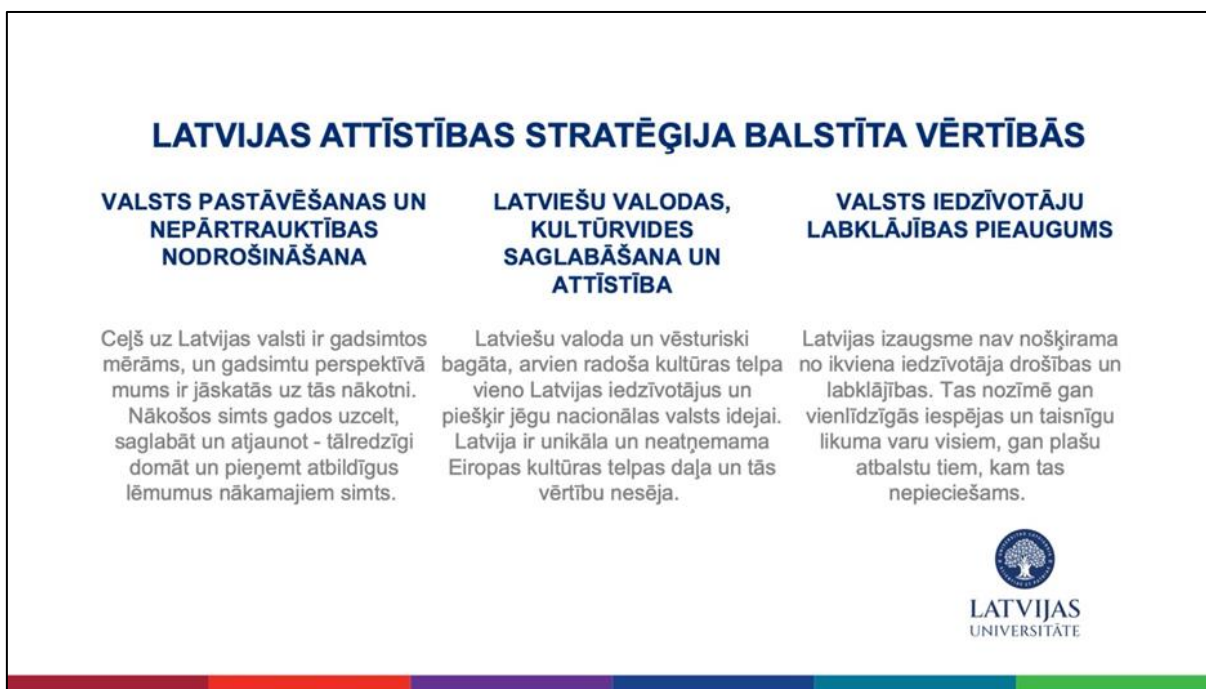 LATVIJAS ATTĪSTĪBAS STRATĒĢIJA BALSTĪTA VĒRTĪBĀS
VALSTS PASTĀVĒŠANAS UN
NEPĀRTRAUKTĪBAS
NODROŠINĀŠANA
Ceļš uz Latvijas valsti ir gadsimtos
mērāms, un gadsimtu perspektīvā
mums ir jāskatās uz tās nākotni.
Nākošos simts gados uzcelt,
saglabāt un atjaunot - tālredzīgi
domāt un pieņemt atbildīgus
lēmumus nākamajiem simts.
LATVIEŠU VALODAS,
KULTŪRVIDES
SAGLABĀŠANA UN
ATTĪSTĪBA
Latviešu valoda un vēsturiski
bagāta, arvien radoša kultūras telpa
vieno Latvijas iedzīvotājus un
piešķir jēgu nacionālas valsts idejai.
Latvija ir unikāla un neatņemama
Eiropas kultūras telpas daļa un tās
vērtību nesēja.
VALSTS IEDZĪVOTĀJU
LABKLĀJĪBAS PIEAUGUMS
Latvijas izaugsme nav nošķirama
no ikviena iedzīvotāja drošības un
labklājības. Tas nozīmē gan
vienlīdzīgās iespējas un taisnīgu
likuma varu visiem, gan plašu
atbalstu tiem, kam tas
nepieciešams.
LATVIJAS
UNIVERSITĀTE